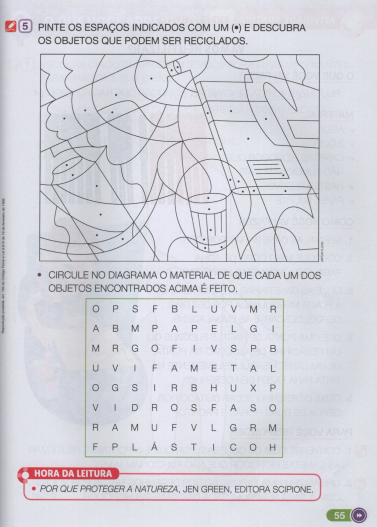 5 PINTE OS ESPAÇOS INDICADOS COM UM (•) E DESCUBRA
OS OBJETOS QUE PODEM SER RECICLADOS.
• CIRCULE NO DIAGRAMA O MATERIAL DE QUE CADA UM DOS
OBJETOS ENCONTRADOS ACIMA É FEITO.
O P S F B L U V M R
A B M P A P E L G I
M R G O F I V S P B
U V I F A M E T A L
O G S I R B H U X P
V I D R O S F A S O
R A M U F V L G R M
F P L Á S T I C O H
HORA DA LEITURA
• POR QUE PROTEGER A NATUREZA, JEN GREEN, EDITORA SCIPIONE.
55